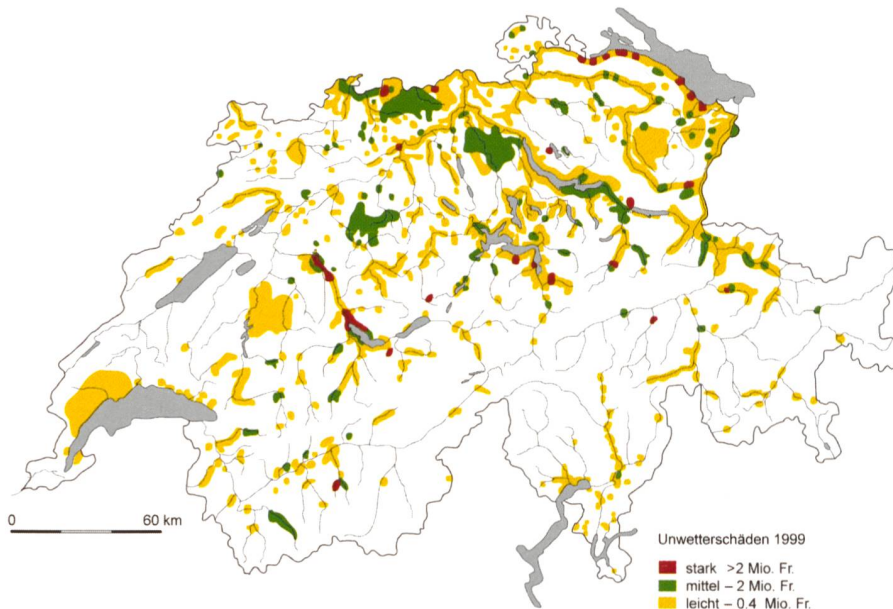 0 60 km
Unwetterschäden 1999
stark >2 Mio. Fr.
mittel – 2 Mio. Fr.
leicht – 0.4 Mio. Fr.